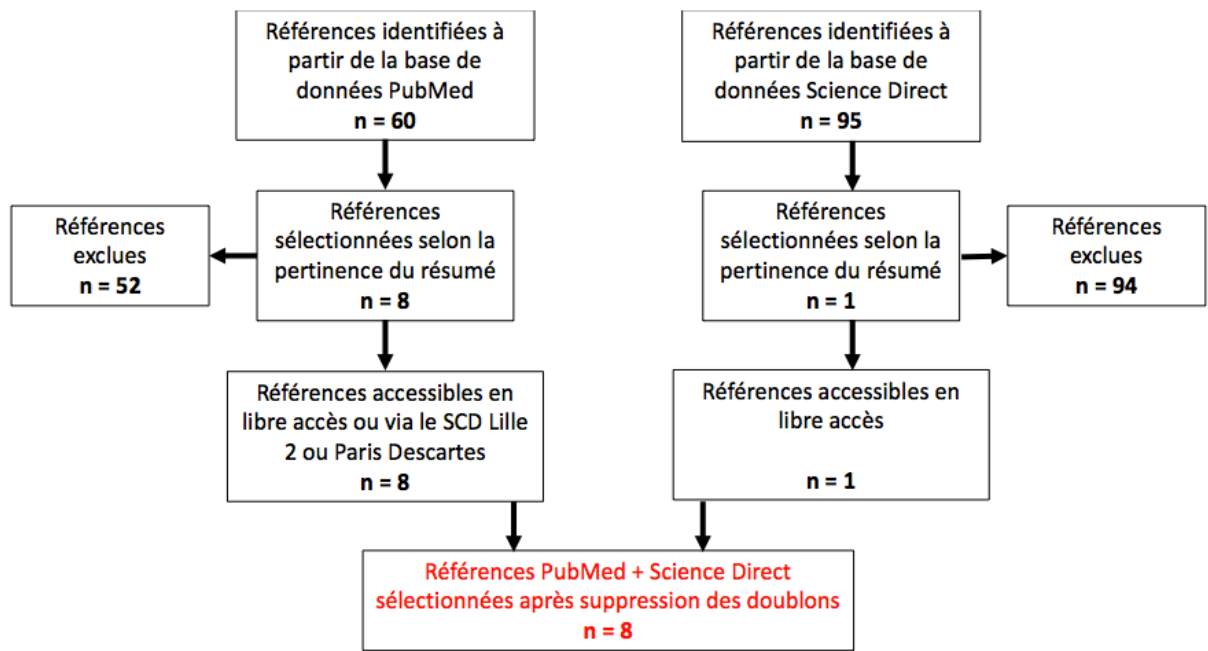 Références identifiées à
partir de la base de
données PubMed
n = 60
Références identifiées à
partir de la base de
données Science Direct
n = 95
Références
exclues
n = 52
Références
sélectionnées selon la
pertinence du résumé
n = 8
Références
sélectionnées selon la
pertinence du résumé
n = 1
Références
exclues
n = 94
Références accessibles en
libre accès ou via le SCD Lille
2 ou Paris Descartes
n = 8
Références accessibles en
libre accès
n = 1
Références PubMed + Science Direct
sélectionnées après suppression des doublons
n = 8